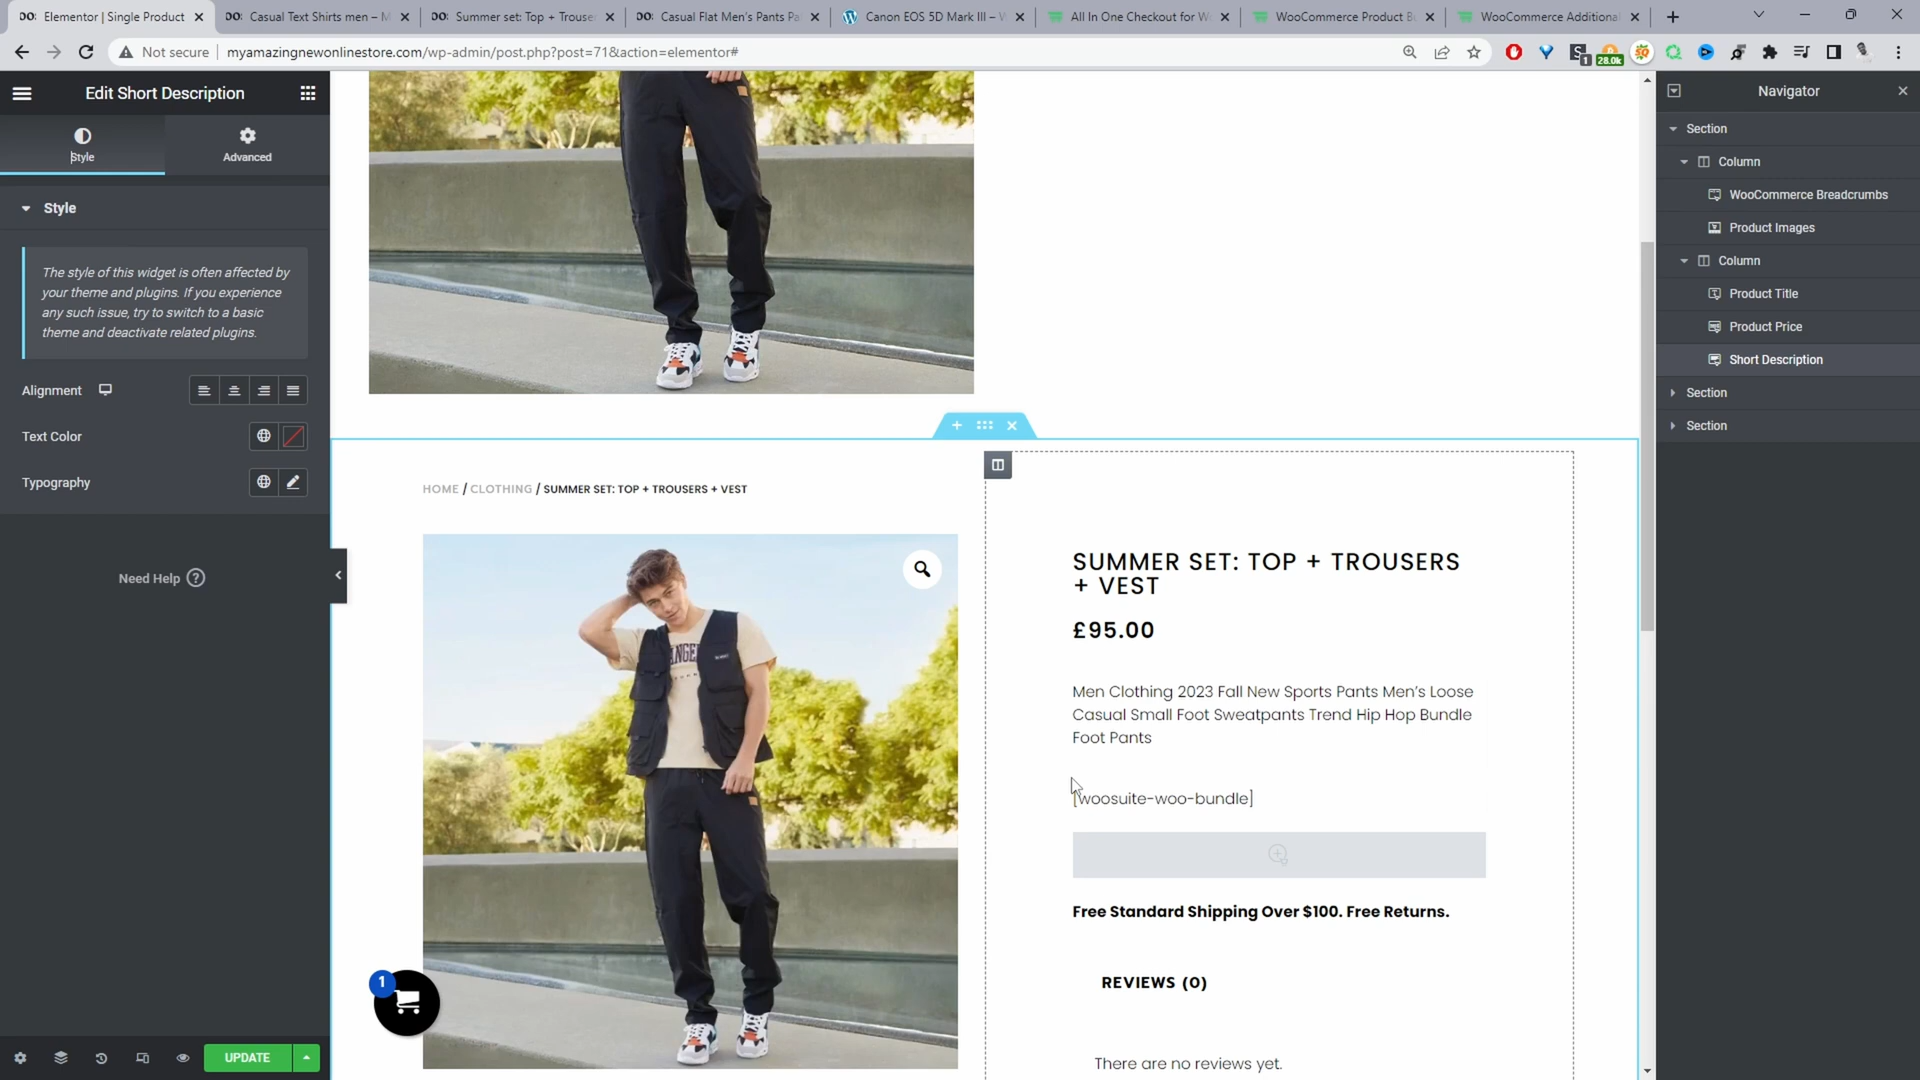 Elementor | Single Product
Casual Text Shirts men – M
Summer set: Top + Trouser
Casual Flat Men's Pants Pa
Canon EOS 5D Mark III –
All In One Checkout for W
WooCommerce Product B
WooCommerce Additional
Not secure
myamazingnewonlinestore.com/wp-admin/post.php?post=71&action=elementor#
1
28.0k
Edit Short Description
Style
Advanced
Style
The style of this widget is often affected by
your theme and plugins. If you experience
any such issue, try to switch to a basic
theme and deactivate related plugins.
Alignment
Text Color
Typography
Need Help
UPDATE
HOME / CLOTHING / SUMMER SET: TOP + TROUSERS + VEST
1
SUMMER SET: TOP + TROUSERS
+ VEST
£95.00
Men Clothing 2023 Fall New Sports Pants Men's Loose
Casual Small Foot Sweatpants Trend Hip Hop Bundle
Foot Pants
[woosuite-woo-bundle]
Free Standard Shipping Over $100. Free Returns.
REVIEWS (0)
There are no reviews yet.
Navigator
Section
Column
WooCommerce Breadcrumbs
Product Images
Column
Product Title
Product Price
Short Description
Section
Section